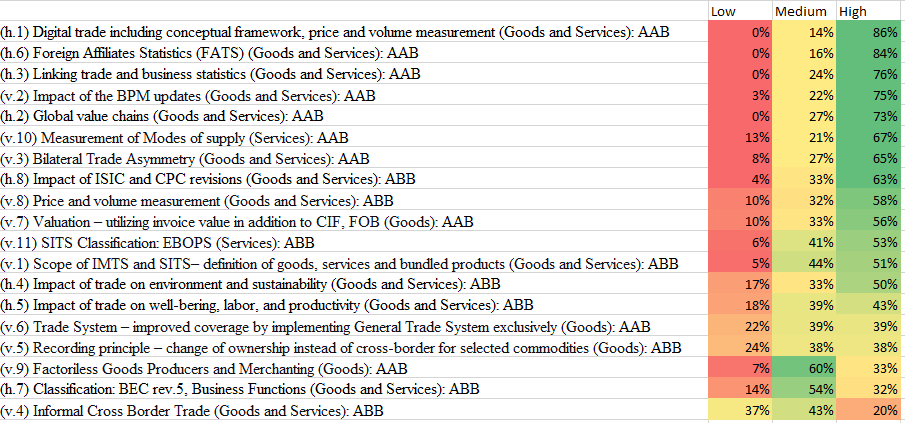 Low Medium High
(h.1) Digital trade including conceptual framework, price and volume measurement (Goods and Services): AAB 0% 14% 86%
(h.6) Foreign Affiliates Statistics (FATS) (Goods and Services): AAB 0% 16% 84%
(h.3) Linking trade and business statistics (Goods and Services): AAB 0% 24% 76%
(v.2) Impact of the BPM updates (Goods and Services): AAB 3% 22% 75%
(h.2) Global value chains (Goods and Services): AAB 0% 27% 73%
(v.10) Measurement of Modes of supply (Services): AAB 13% 21% 67%
(v.3) Bilateral Trade Asymmetry (Goods and Services): AAB 8% 27% 65%
(h.8) Impact of ISIC and CPC revisions (Goods and Services): ABB 4% 33% 63%
(v.8) Price and volume measurement (Goods and Services): ABB 10% 32% 58%
(v.7) Valuation – utilizing invoice value in addition to CIF, FOB (Goods): AAB 10% 33% 56%
(v.11) SITS Classification: EBOPS (Services): ABB 6% 41% 53%
(v.1) Scope of IMTS and SITS– definition of goods, services and bundled products (Goods and Services): ABB 5% 44% 51%
(h.4) Impact of trade on environment and sustainability (Goods and Services): ABB 17% 33% 50%
(h.5) Impact of trade on well-bering, labor, and productivity (Goods and Services): ABB 18% 39% 43%
(v.6) Trade System – improved coverage by implementing General Trade System exclusively (Goods): AAB 22% 39% 39%
(v.5) Recording principle – change of ownership instead of cross-border for selected commodities (Goods): ABB 24% 38% 38%
(v.9) Factoriless Goods Producers and Merchanting (Goods): AAB 7% 60% 33%
(h.7) Classification: BEC rev.5, Business Functions (Goods and Services): ABB 14% 54% 32%
(v.4) Informal Cross Border Trade (Goods and Services): ABB 37% 43% 20%